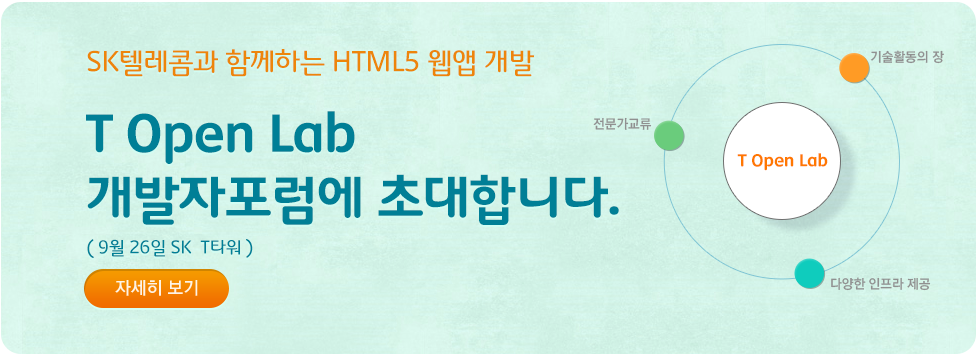 SK텔레콤과 함께하는 HTML5 웹앱 개발
T Open Lab
개발자포럼에 초대합니다.
( 9월 26일 SK T타워 )
자세히 보기
기술활동의 장
전문가교류
T Open Lab
다양한 인프라 제공